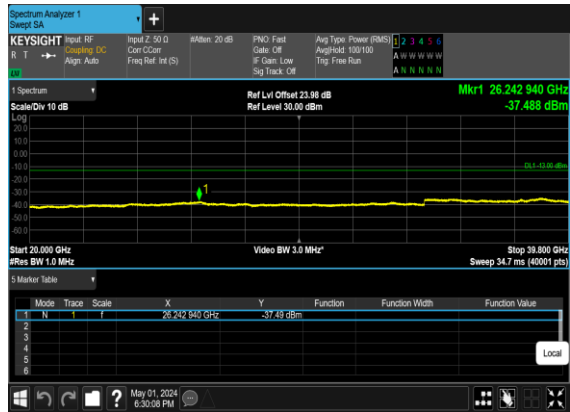 Spectrum Analyzer 1
Swept SA
+
KEYSIGHT
R T
LU
Input: RF
Coupling: DC
Align: Auto
Input Z: 50 Ω
Corr CCorr
Freq Ref: Int (S)
#Atten: 20 dB
PNO: Fast
Gate: Off
IF Gain: Low
Sig Track: Off
Avg Type: Power (RMS)
Avg|Hold: 100/100
Trig: Free Run
1 2 3 4 5 6
A W W W W W
A N N N N N
1 Spectrum
Scale/Div 10 dB
Ref Lvl Offset 23.98 dB
Ref Level 30.00 dBm
Mkr1 26.242 940 GHz
-37.488 dBm
Log
20.0
10.0
0.00
-10.0
DL1 -13.00 dBm
-20.0
-30.0
1
-40.0
-50.0
-60.0
Start 20.000 GHz
#Res BW 1.0 MHz
Video BW 3.0 MHz*
Stop 39.800 GHz
Sweep 34.7 ms (40001 pts)
5 Marker Table
Mode Trace Scale X Y Function Function Width Function Value
1 N 1 f 26.242 940 GHz -37.49 dBm
2
3
4
5
6
Local
?
May 01, 2024
6:30:08 PM